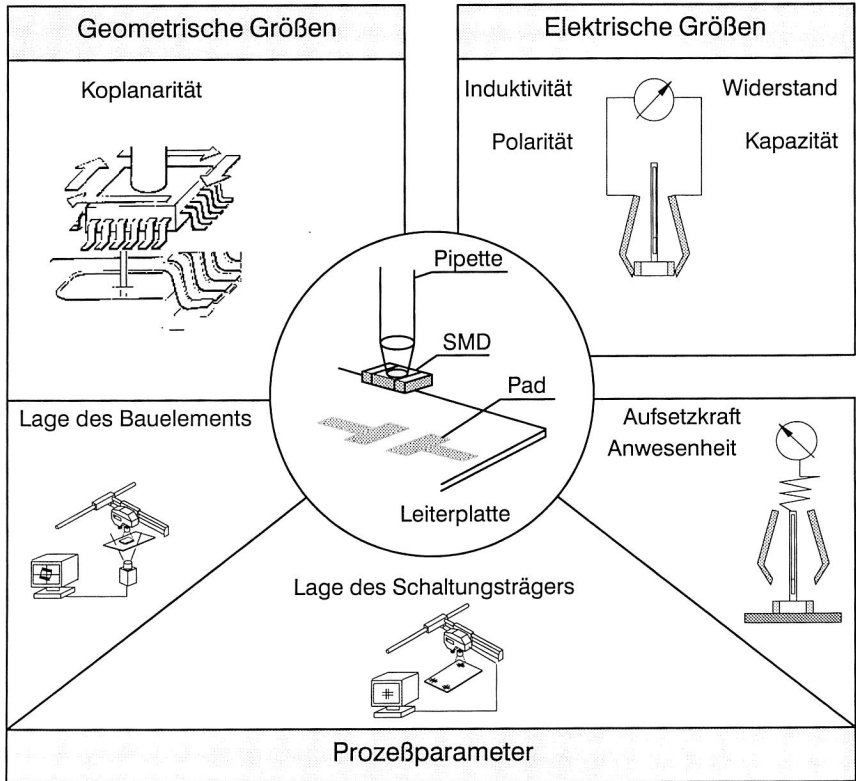 Geometrische Größen
Elektrische Größen
Koplanarität
Induktivität
Widerstand
Polarität
Kapazität
Pipette
SMD
Pad
Leiterplatte
Lage des Bauelements
Aufsetzkraft
Anwesenheit
Lage des Schaltungsträgers
Prozeßparameter